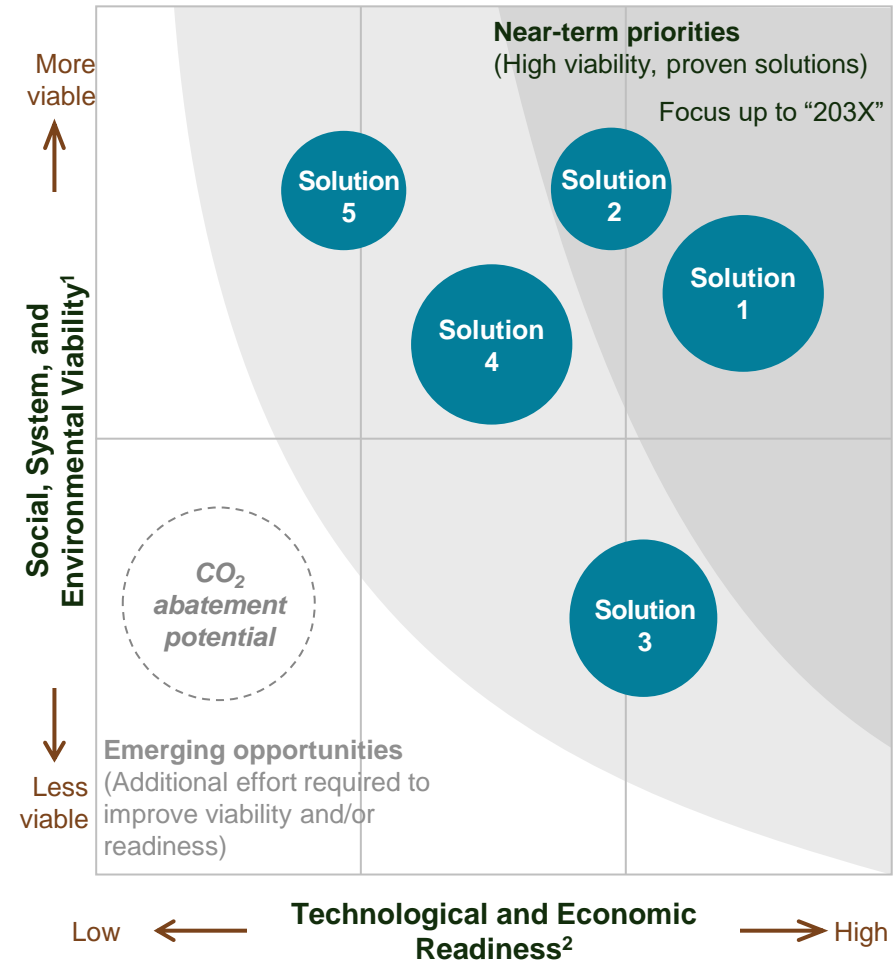 Near-term priorities
(High viability, proven solutions)
Focus up to “203X”
More
viable
Solution
5
Solution
2
Solution
1
Solution
4
Social, System, and
Environmental Viability1
CO2
abatement
potential
Solution
3
Emerging opportunities
(Additional effort required to
improve viability and/or
readiness)
Less
viable
Low
Technological and Economic
Readiness2
High